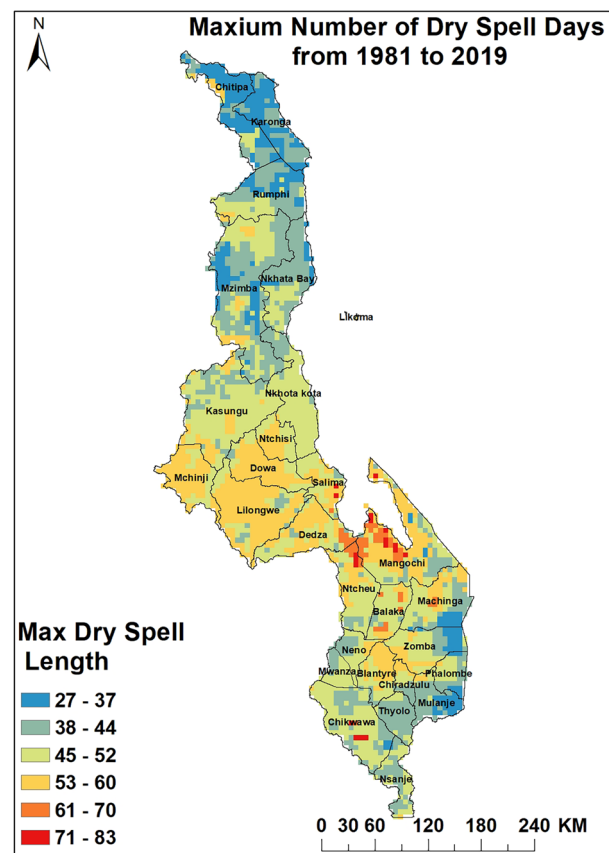 N
Maxium Number of Dry Spell Days
from 1981 to 2019
Chitipa
Karonga
Rumphi
Nkhata Bay
Mzimba
Likoma
Nkhota kota
Kasungu
Ntchisi
Dowa
Mchinji
Salima
Lilongwe
Dedza
Mangochi
Ntcheu
Machinga
Balaka
Zomba
Neno
Mwanza
Blantyre
Phalombe
Chiradzulu
Mulanje
Thyolo
Chikwawa
Nsanje
Max Dry Spell
Length
27 - 37
38 - 44
45 - 52
53 - 60
61 - 70
71 - 83
0 30 60 120 180 240 KM